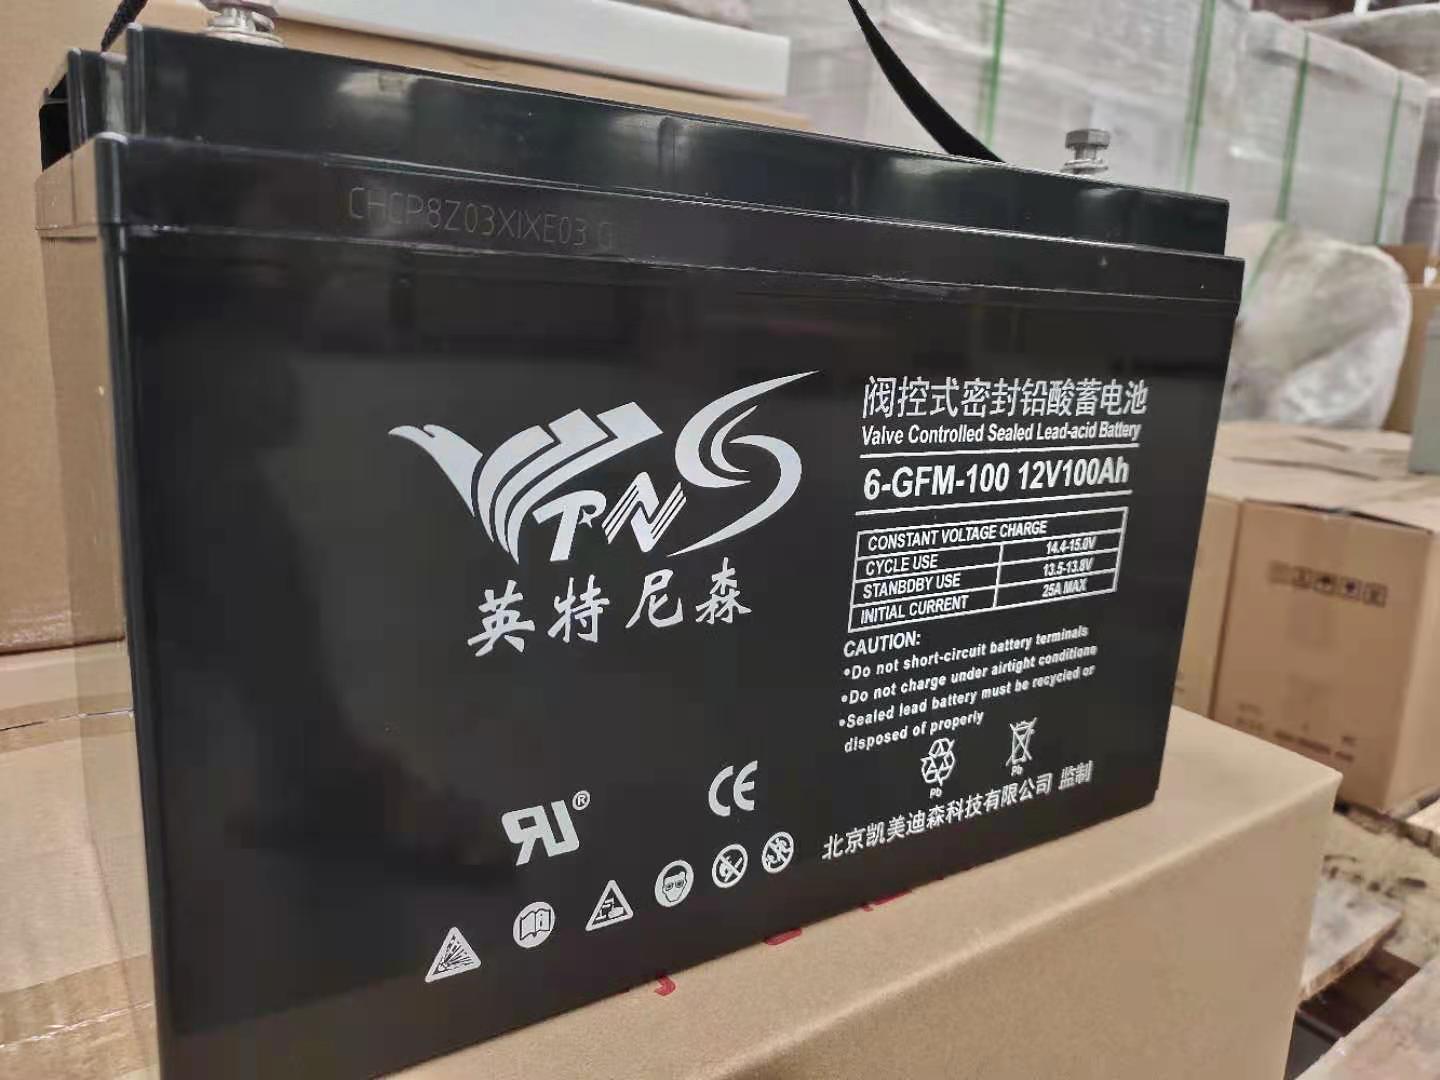 CHCP8Z03XIXE03 G
YTNS
英特尼森
阀控式密封铅酸蓄电池
Valve Controlled Sealed Lead-acid Battery
6-GFM-100 12V100Ah
CONSTANT VOLTAGE CHARGE
CYCLE USE 14.4-15.0V
STANBDBY USE 13.5-13.8V
INITIAL CURRENT 25A MAX
CAUTION:
•Do not short-circuit battery terminals
•Do not charge under airtight conditione
•Sealed lead battery must be recycled or
disposed of properiy
Pb
Pb
CE
RU®
北京凯美迪森科技有限公司 监制